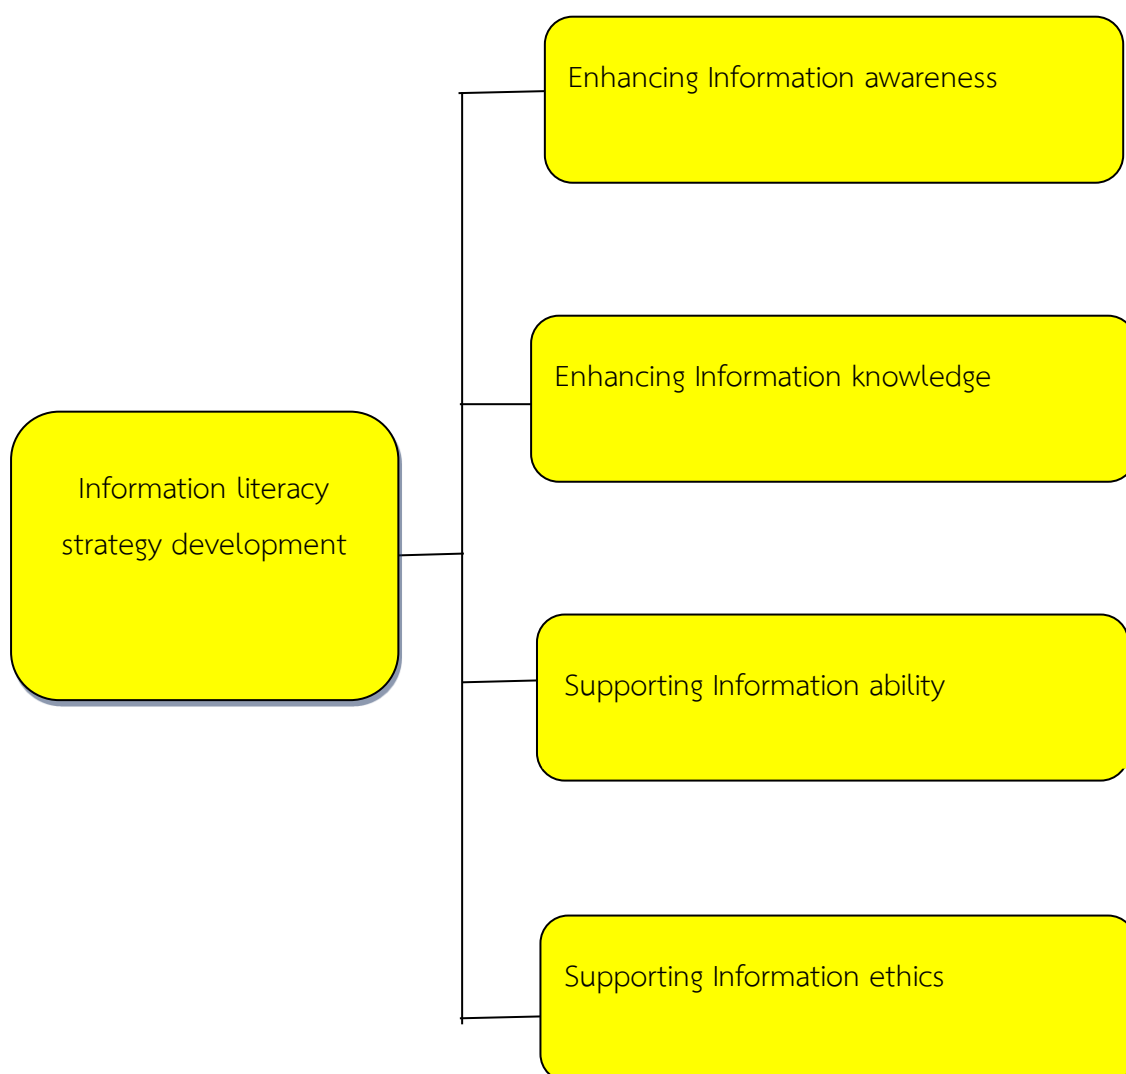 Enhancing Information awareness
Enhancing Information knowledge
Information literacy
strategy development
Supporting Information ability
Supporting Information ethics